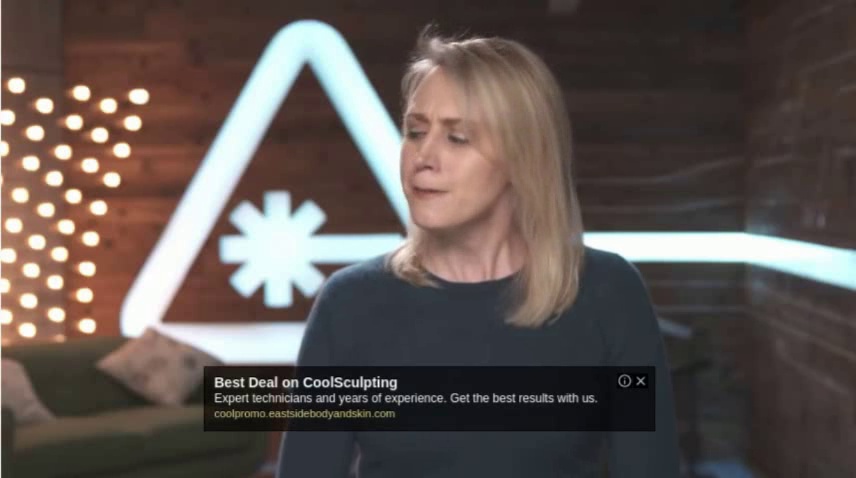 Best Deal on CoolSculpting
Expert technicians and years of experience. Get the best results with us.
coolpromo.eastsidebodyandskin.com